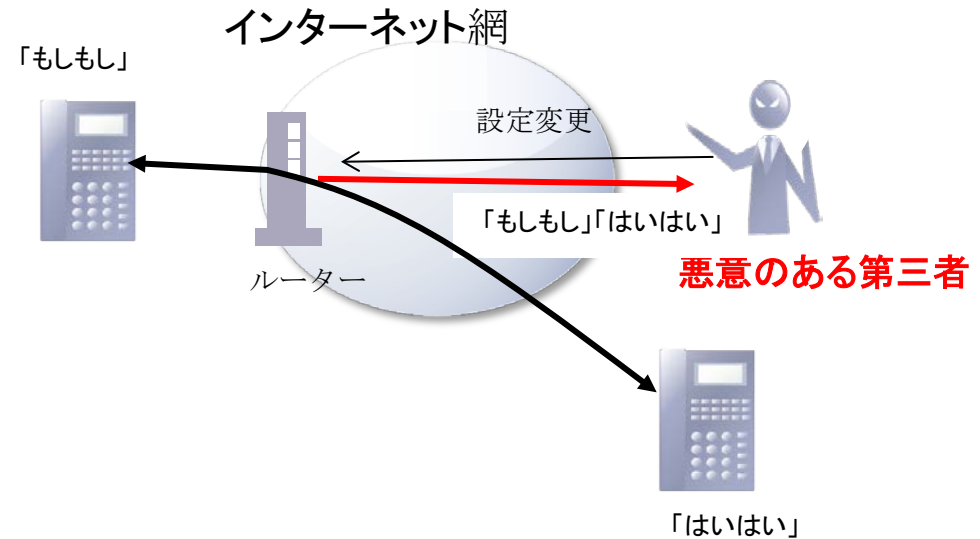 インターネット網
「もしもし」
設定変更
「もしもし」「はいはい」
悪意のある第三者
ルーター
「はいはい」